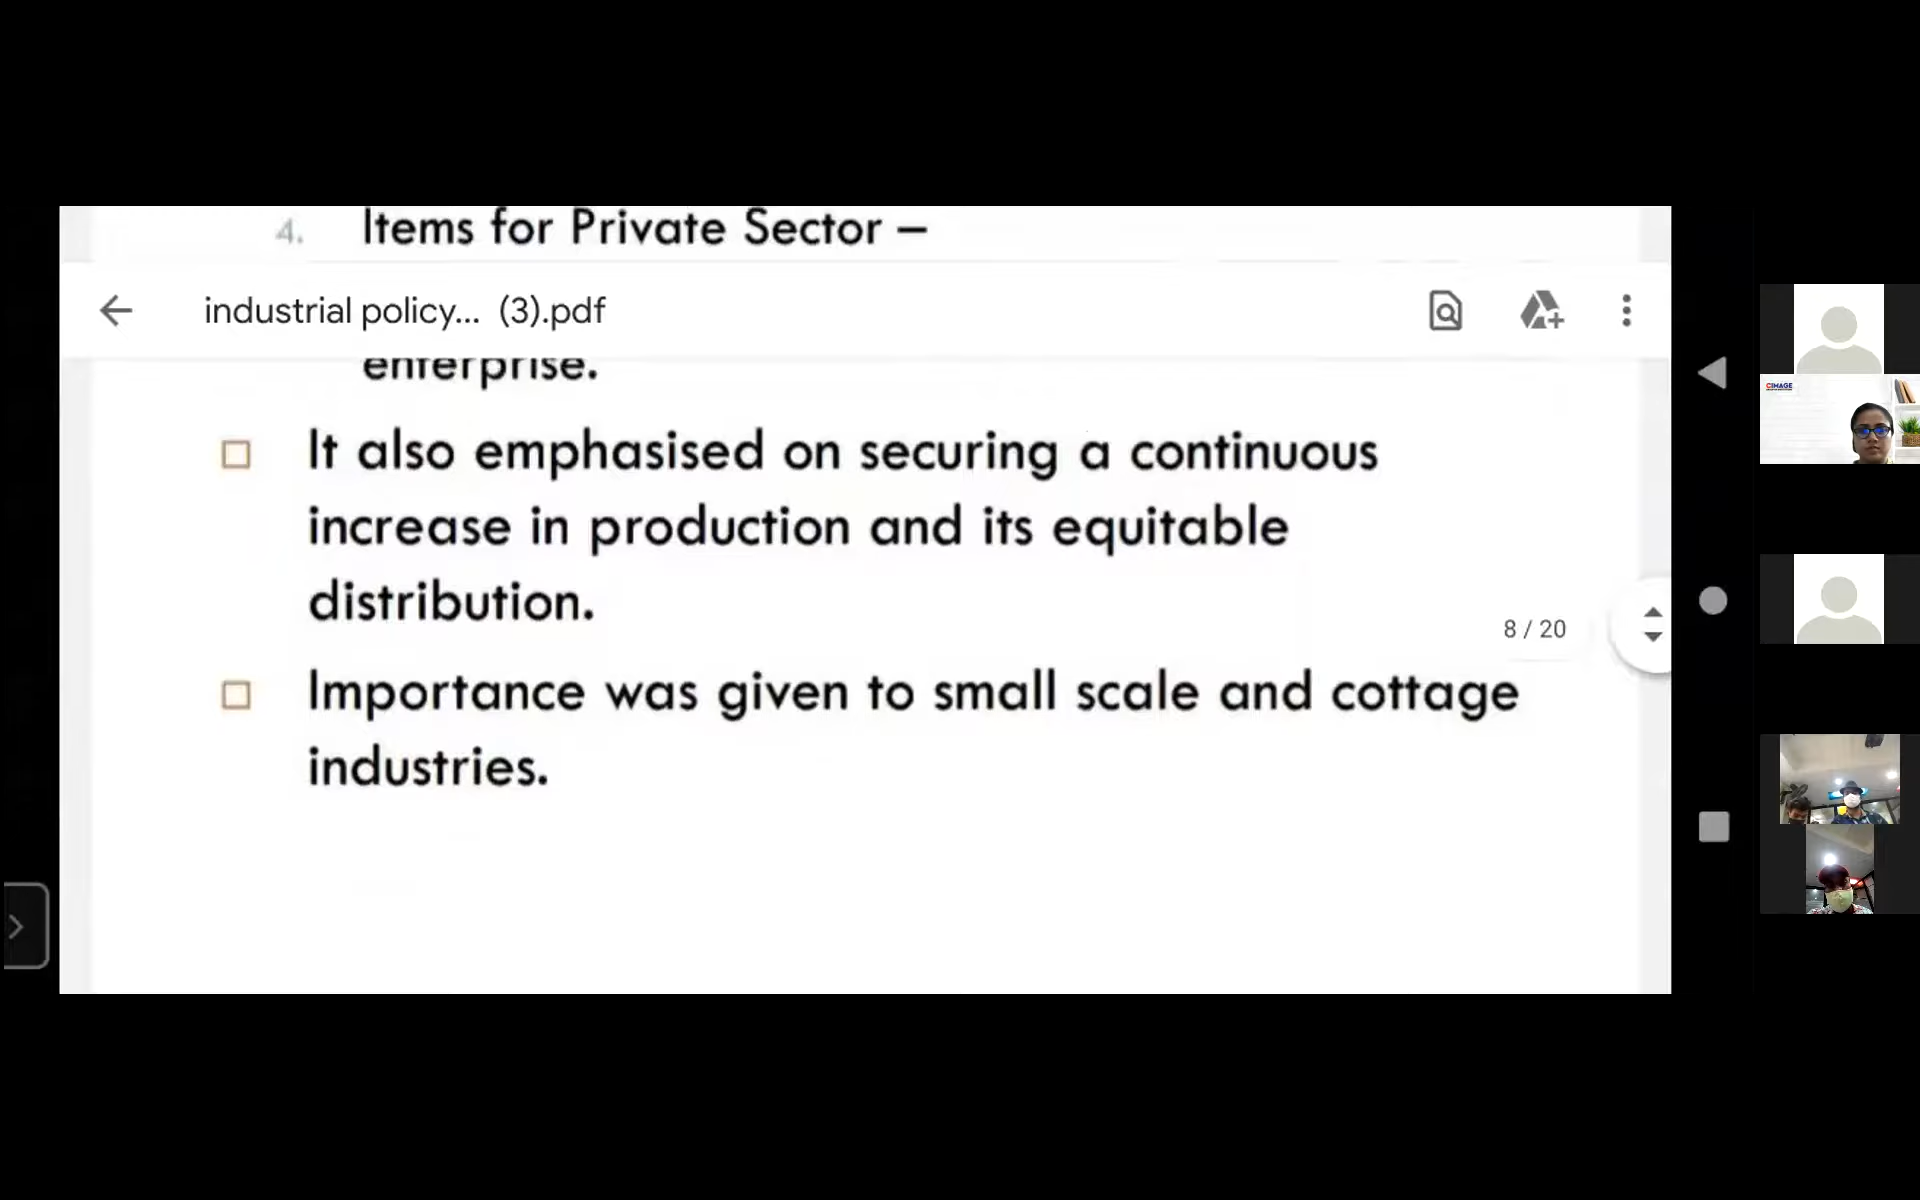 4. Items for Private Sector –
industrial policy... (3).pdf
enterprise.
It also emphasised on securing a continuous
increase in production and its equitable
distribution.
8 / 20
Importance was given to small scale and cottage
industries.
CIMAGE